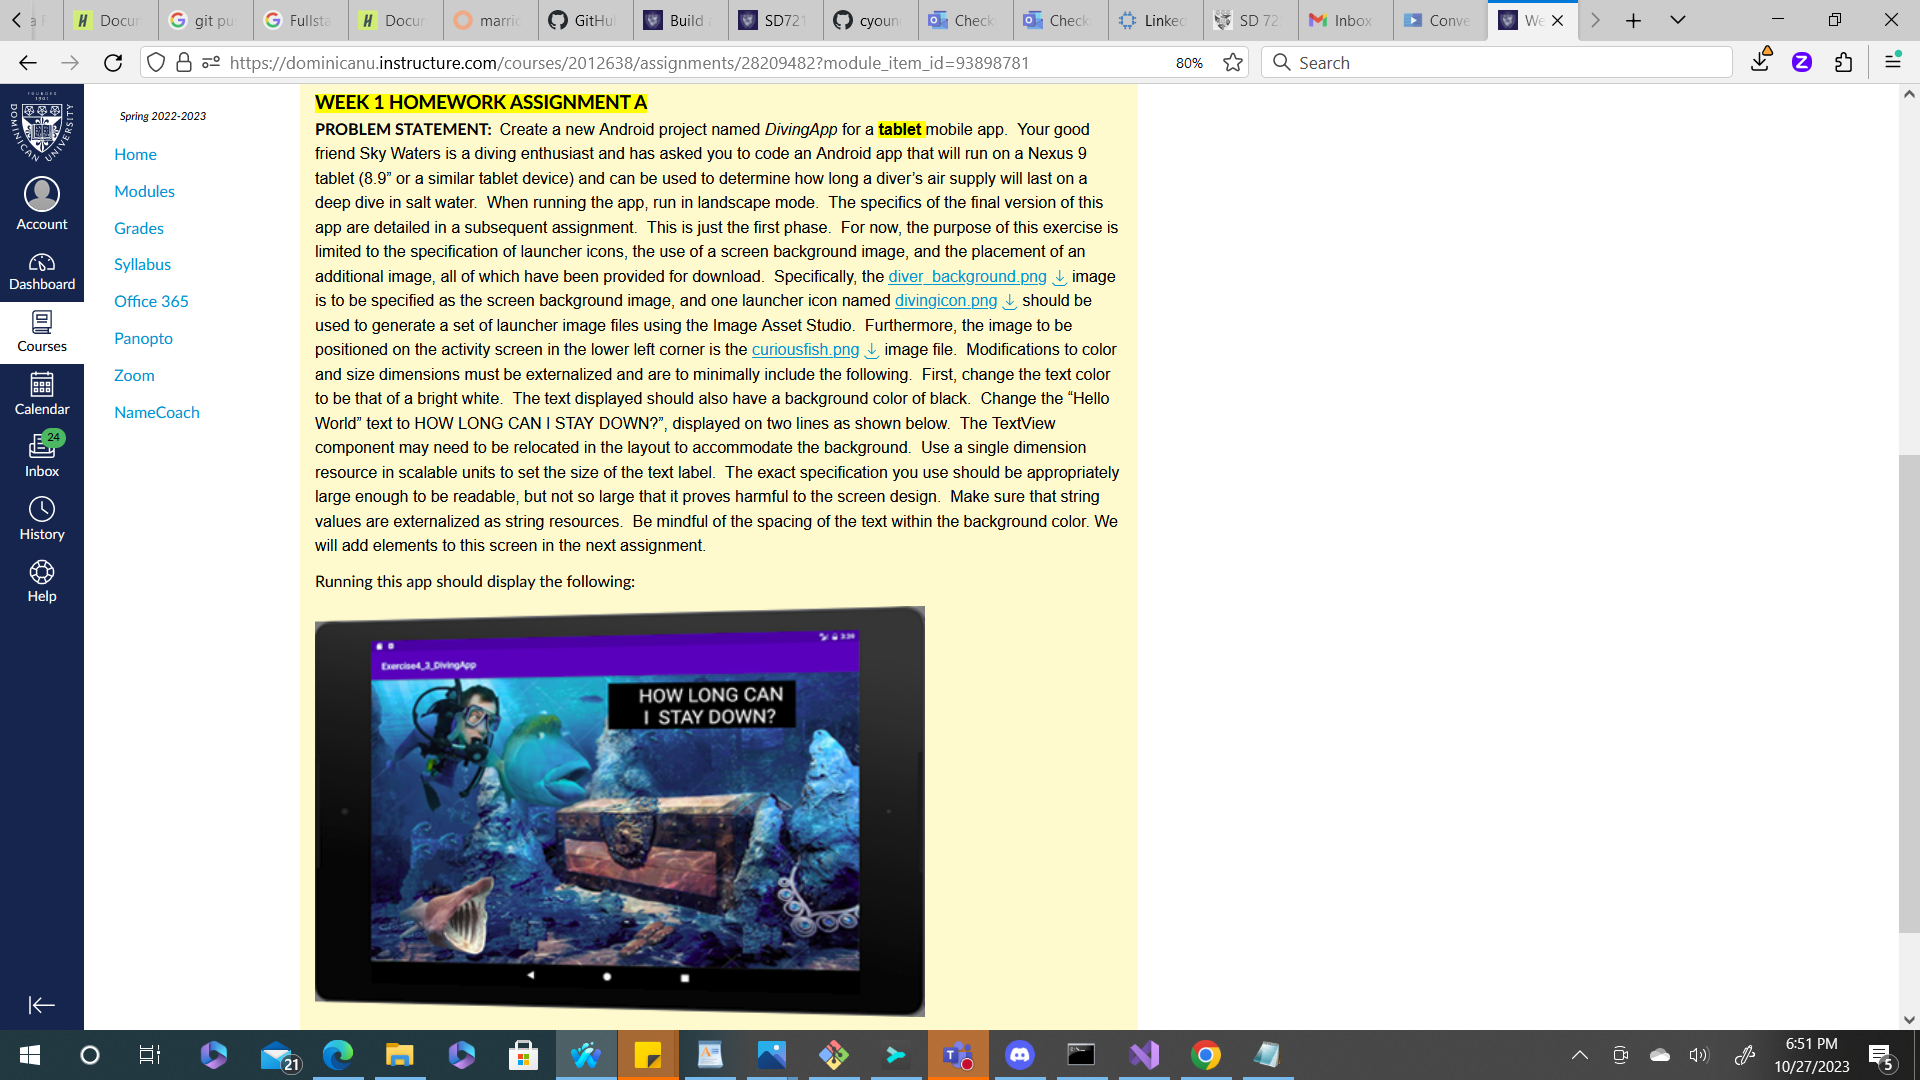 Docum
git pu
Fullsta
Docum
marric
GitHu
Build a
SD721
cyoun
Check
Check
Linked
SD 72
Inbox
Conve
We
https://dominicanu.instructure.com/courses/2012638/assignments/28209482?module_item_id=93898781
80%
Search
FOUNDED
1901
DOMINICAN UNIVERSITY
Account
Dashboard
Courses
Calendar
24
Inbox
History
Help
Spring 2022-2023
Home
Modules
Grades
Syllabus
Office 365
Panopto
Zoom
NameCoach
WEEK 1 HOMEWORK ASSIGNMENT A
PROBLEM STATEMENT: Create a new Android project named DivingApp for a tablet mobile app. Your good
friend Sky Waters is a diving enthusiast and has asked you to code an Android app that will run on a Nexus 9
tablet (8.9” or a similar tablet device) and can be used to determine how long a diver’s air supply will last on a
deep dive in salt water. When running the app, run in landscape mode. The specifics of the final version of this
app are detailed in a subsequent assignment. This is just the first phase. For now, the purpose of this exercise is
limited to the specification of launcher icons, the use of a screen background image, and the placement of an
additional image, all of which have been provided for download. Specifically, the diver_background.png image
is to be specified as the screen background image, and one launcher icon named divingicon.png should be
used to generate a set of launcher image files using the Image Asset Studio. Furthermore, the image to be
positioned on the activity screen in the lower left corner is the curiousfish.png image file. Modifications to color
and size dimensions must be externalized and are to minimally include the following. First, change the text color
to be that of a bright white. The text displayed should also have a background color of black. Change the “Hello
World” text to HOW LONG CAN I STAY DOWN?”, displayed on two lines as shown below. The TextView
component may need to be relocated in the layout to accommodate the background. Use a single dimension
resource in scalable units to set the size of the text label. The exact specification you use should be appropriately
large enough to be readable, but not so large that it proves harmful to the screen design. Make sure that string
values are externalized as string resources. Be mindful of the spacing of the text within the background color. We
will add elements to this screen in the next assignment.
Running this app should display the following:
3:39
Exercise4_3_DivingApp
HOW LONG CAN
I STAY DOWN?
21
6:51 PM
10/27/2023
5